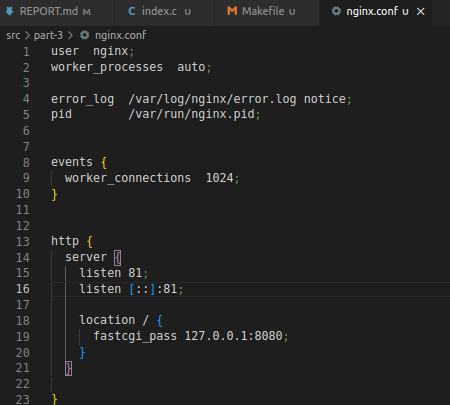 REPORT.md M
index.c U
Makefile U
nginx.conf U ×
src > part-3 > nginx.conf
1 user  nginx;
2 worker_processes  auto;
3
4 error_log  /var/log/nginx/error.log notice;
5 pid        /var/run/nginx.pid;
6
7
8 events {
9   worker_connections  1024;
10 }
11
12
13 http {
14   server {
15     listen 81;
16     listen [::]:81;
17
18     location / {
19       fastcgi_pass 127.0.0.1:8080;
20     }
21   }
22
23 }